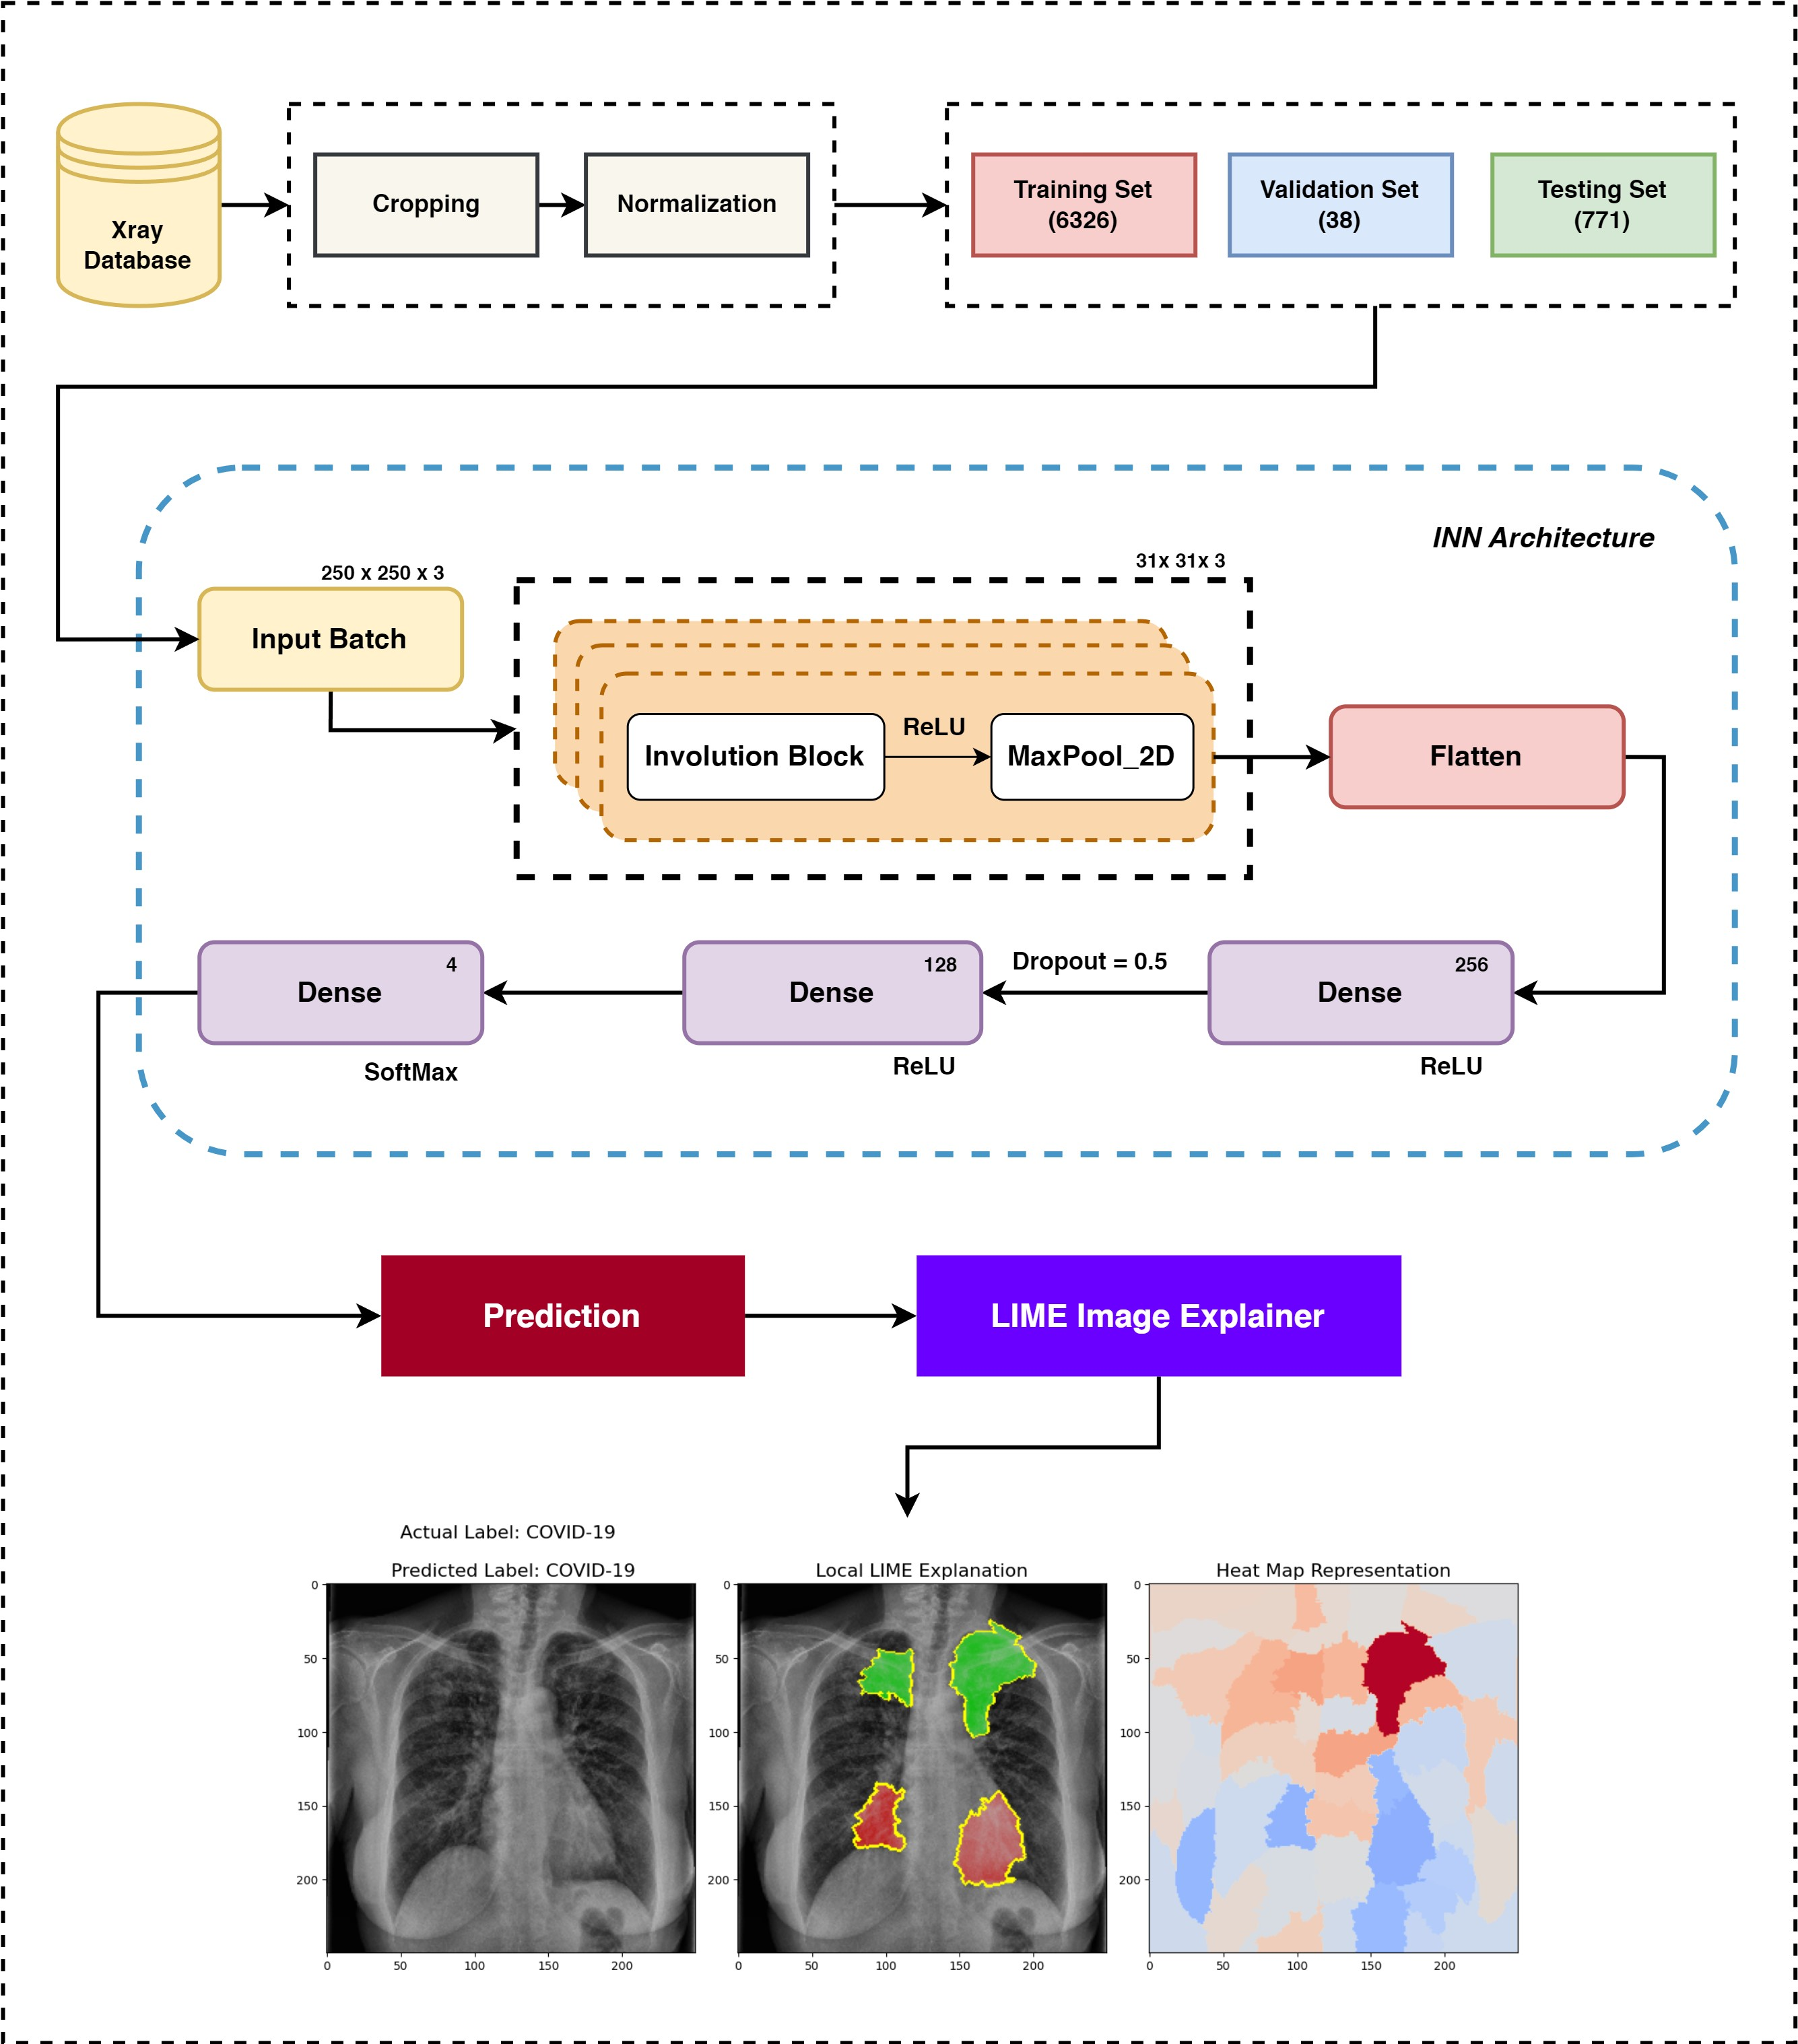 Xray
Database
Cropping
Normalization
Training Set
(6326)
Validation Set
(38)
Testing Set
(771)
INN Architecture
250 x 250 x 3
Input Batch
31x 31x 3
Involution Block
ReLU
MaxPool_2D
Flatten
4
Dense
SoftMax
128
Dense
ReLU
Dropout = 0.5
256
Dense
ReLU
Prediction
LIME Image Explainer
Actual Label: COVID-19
Predicted Label: COVID-19
0
50
100
150
200
0 50 100 150 200
Local LIME Explanation
0
50
100
150
200
0 50 100 150 200
Heat Map Representation
0
50
100
150
200
0 50 100 150 200